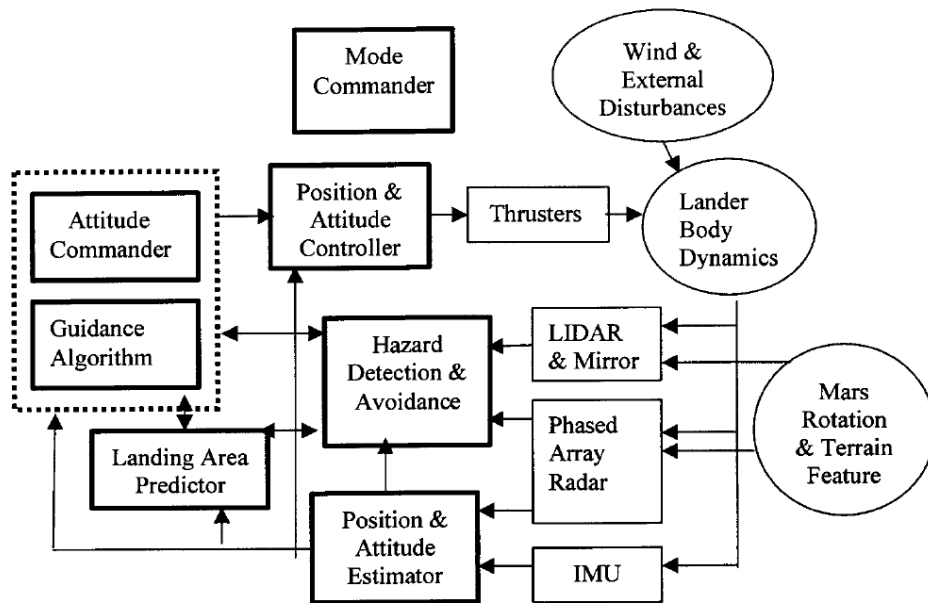 Mode
Commander
Wind &
External
Disturbances
Attitude
Commander
Position &
Attitude
Controller
Thrusters
Lander
Body
Dynamics
Guidance
Algorithm
Hazard
Detection &
Avoidance
LIDAR
& Mirror
Mars
Rotation
& Terrain
Feature
Landing Area
Predictor
Phased
Array
Radar
Position &
Attitude
Estimator
IMU